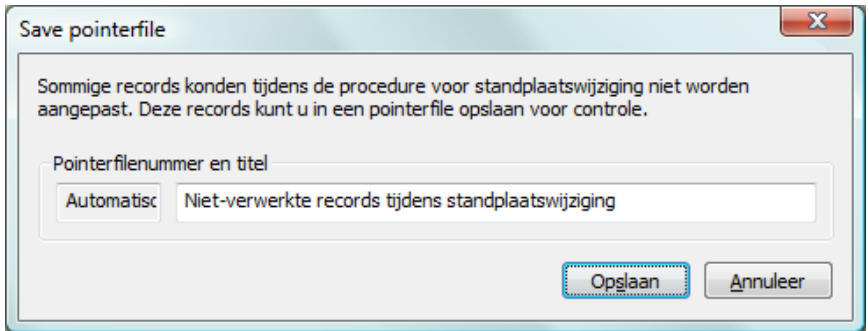 Save pointerfile
Sommige records konden tijdens de procedure voor standplaatswijziging niet worden
aangepast. Deze records kunt u in een pointerfile opslaan voor controle.
Pointerfilenummer en titel
Automatisc Niet-verwerkte records tijdens standplaatswijziging
Opslaan Annuleer